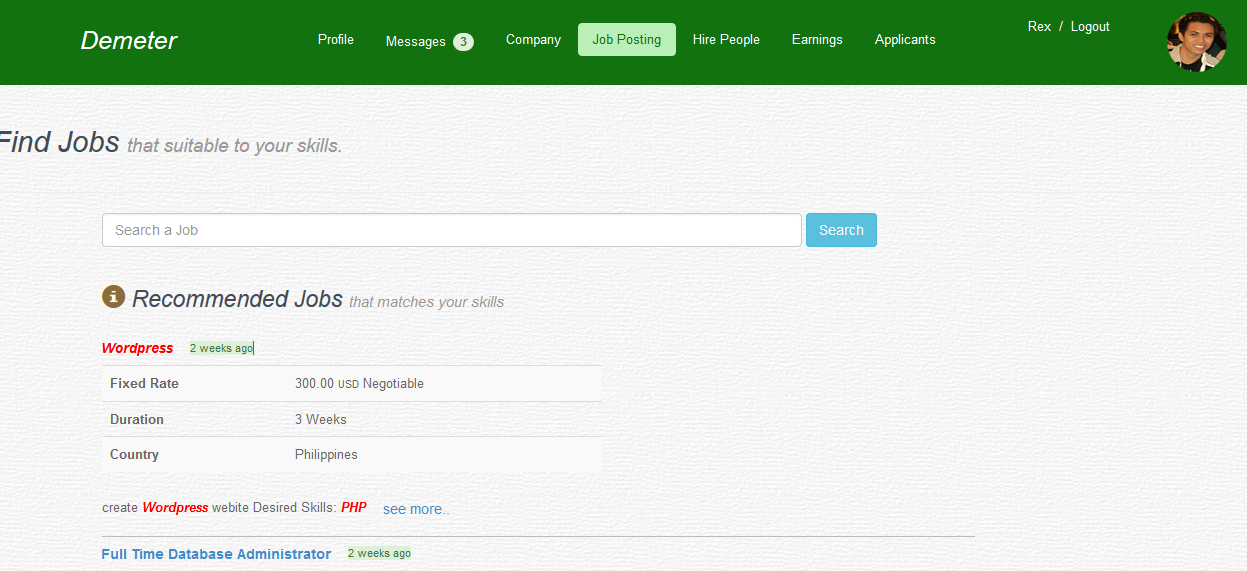 Demeter Profile Messages 3 Company Job Posting Hire People Earnings Applicants Rex / Logout
Find Jobs that suitable to your skills.
Search a Job Search
Recommended Jobs that matches your skills
Wordpress 2 weeks ago
Fixed Rate 300.00 USD Negotiable
Duration 3 Weeks
Country Philippines
create Wordpress webite Desired Skills: PHP see more..
Full Time Database Administrator 2 weeks ago